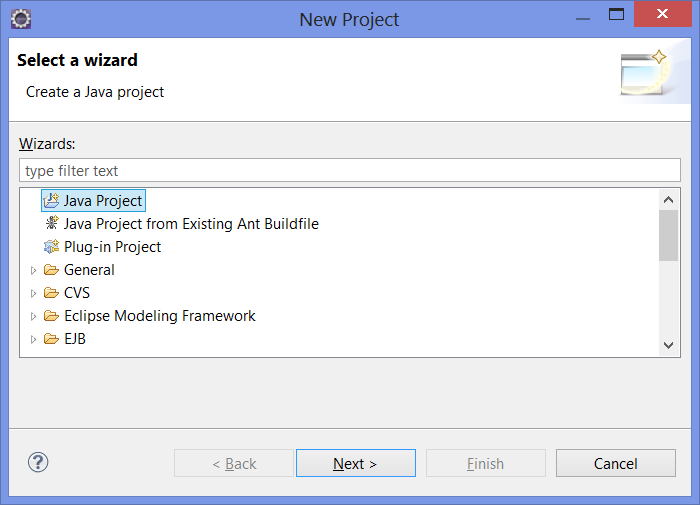 New Project
Select a wizard
Create a Java project
Wizards:
type filter text
Java Project
Java Project from Existing Ant Buildfile
Plug-in Project
General
CVS
Eclipse Modeling Framework
EJB
? < Back Next > Finish Cancel